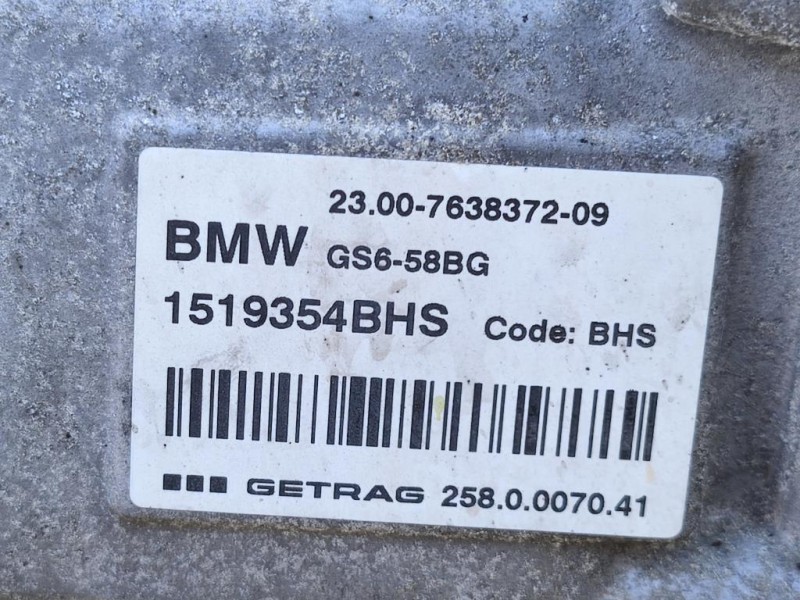 23.00-7638372-09
BMW GS6-58BG
1519354BHS Code: BHS
GETRAG 258.0.0070.41